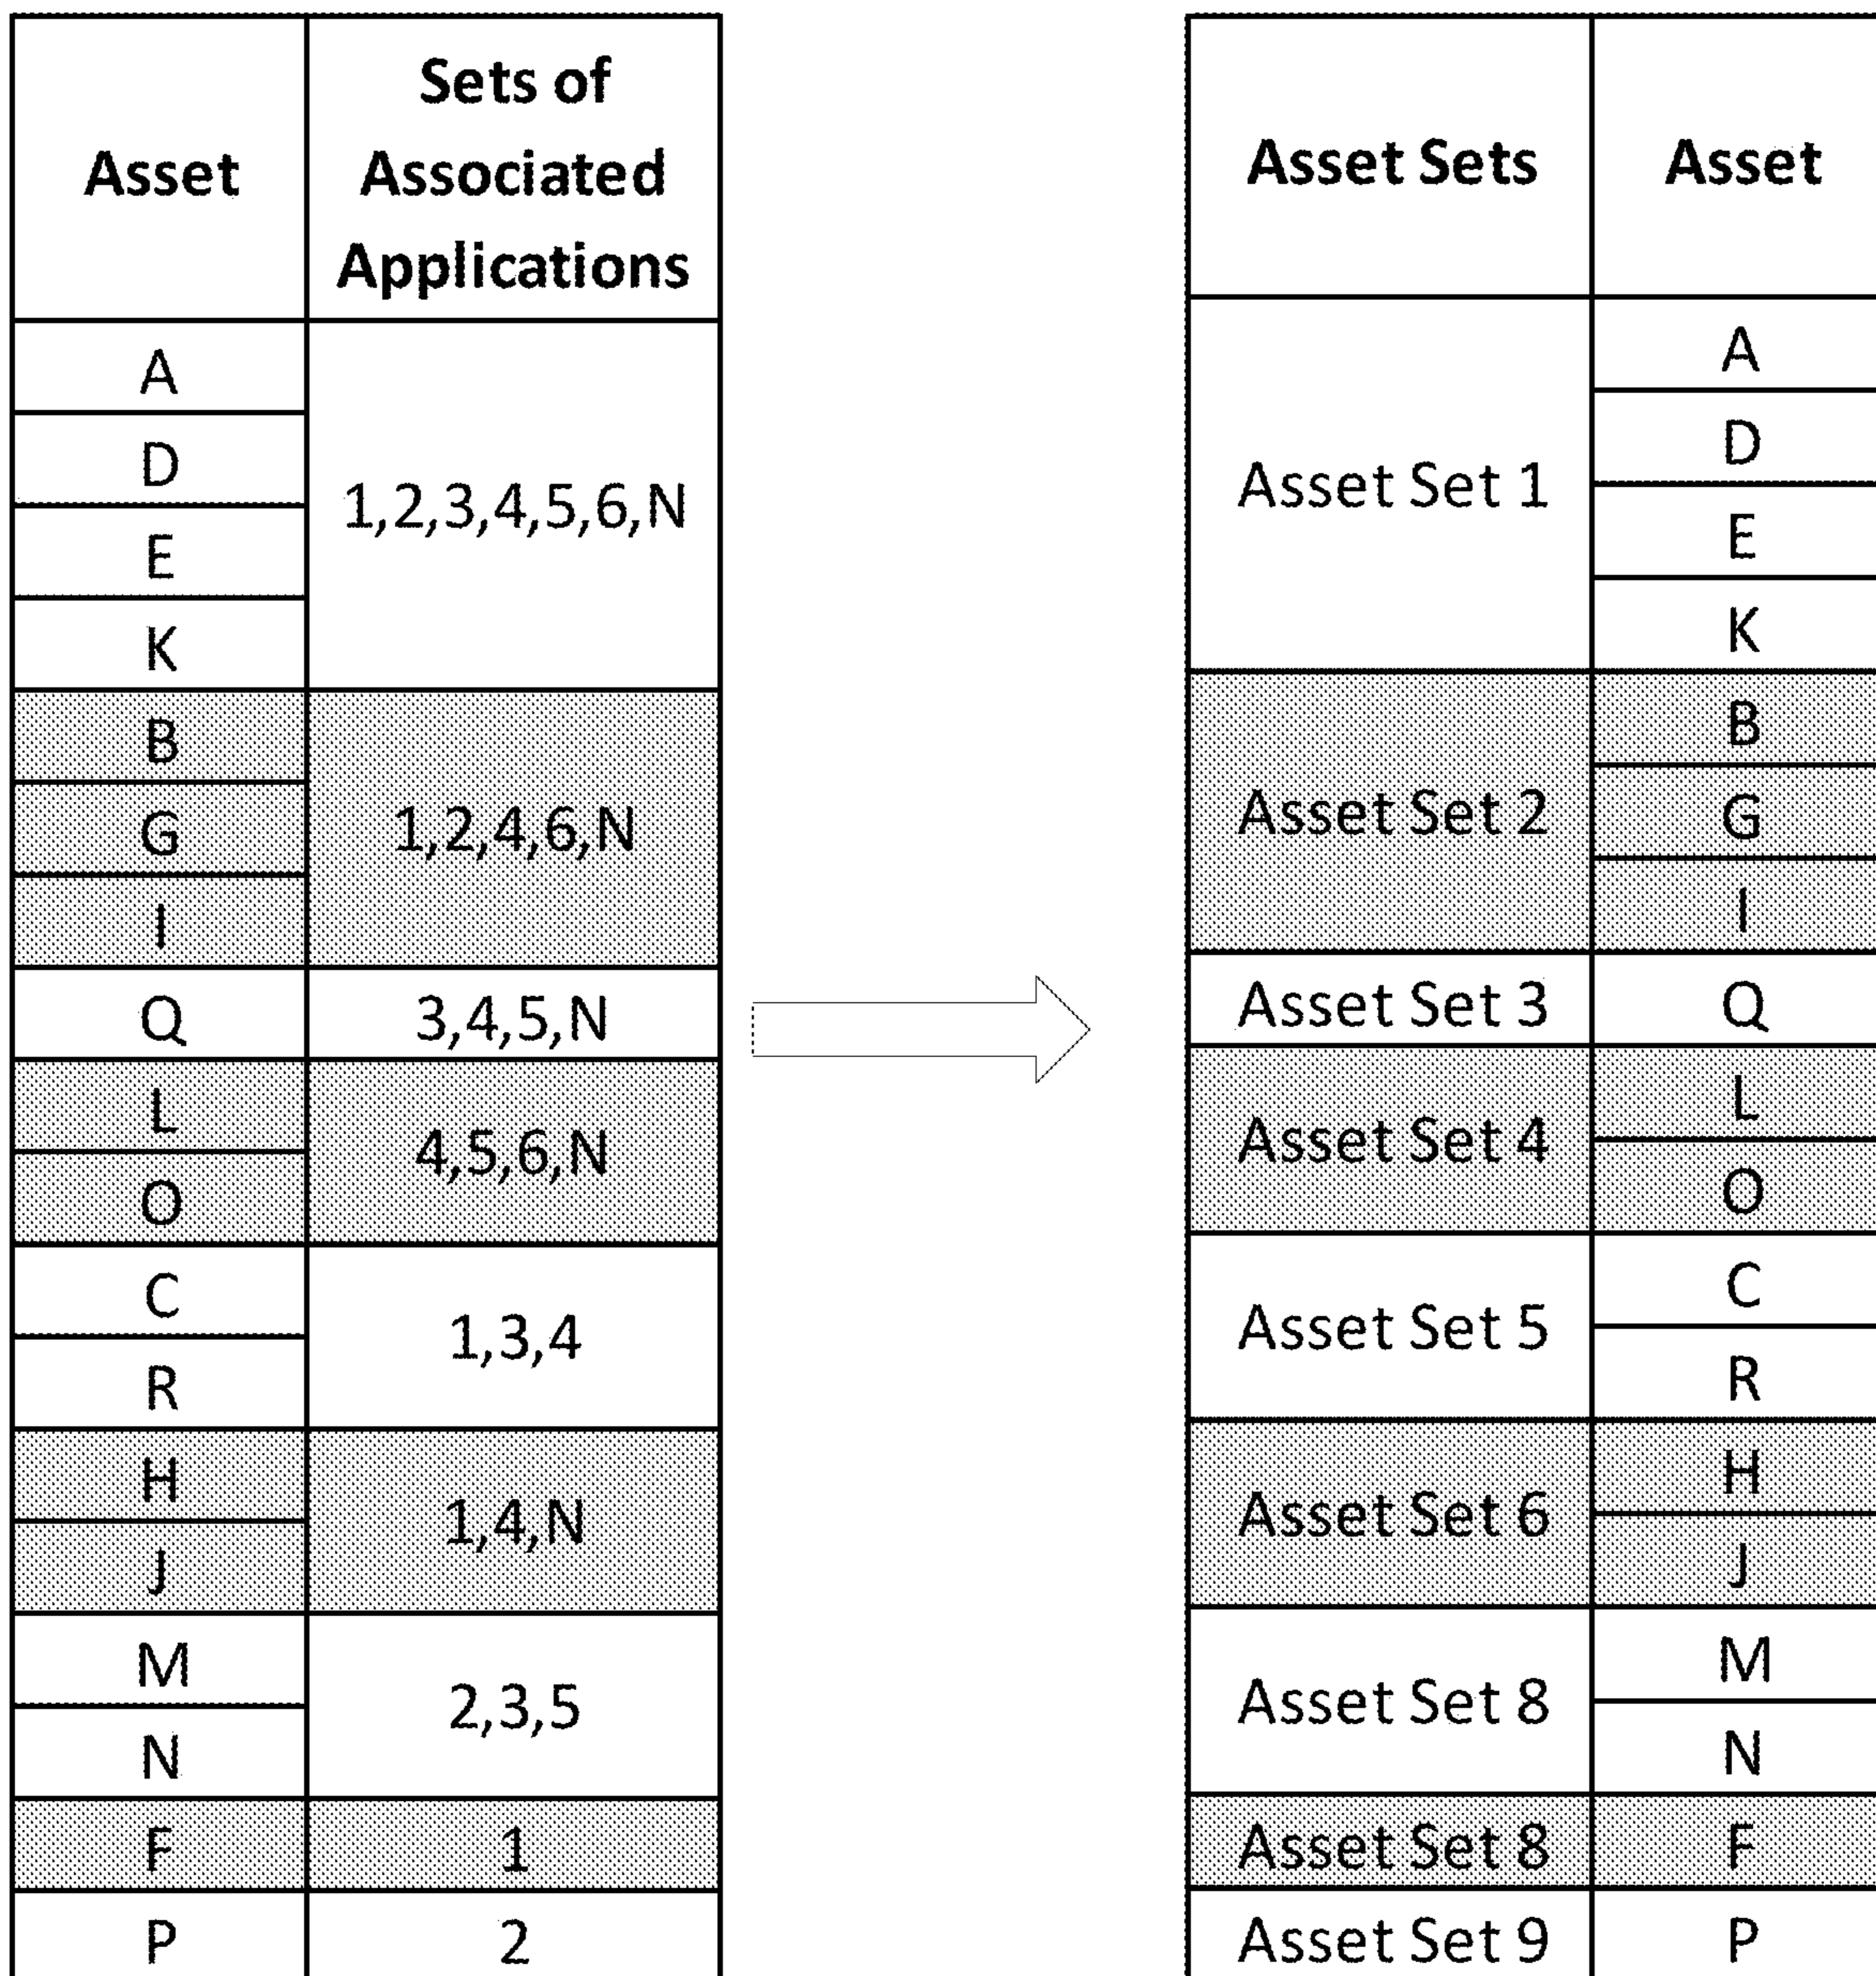 Asset
Sets of
Associated
Applications
A
D
E
K
1,2,3,4,5,6,N
B
G
I
1,2,4,6,N
Q
3,4,5,N
L
O
4,5,6,N
C
R
1,3,4
H
J
1,4,N
M
N
2,3,5
F
1
P
2
Asset Sets
Asset
Asset Set 1
A
D
E
K
Asset Set 2
B
G
I
Asset Set 3
Q
Asset Set 4
L
O
Asset Set 5
C
R
Asset Set 6
H
J
Asset Set 8
M
N
Asset Set 8
F
Asset Set 9
P